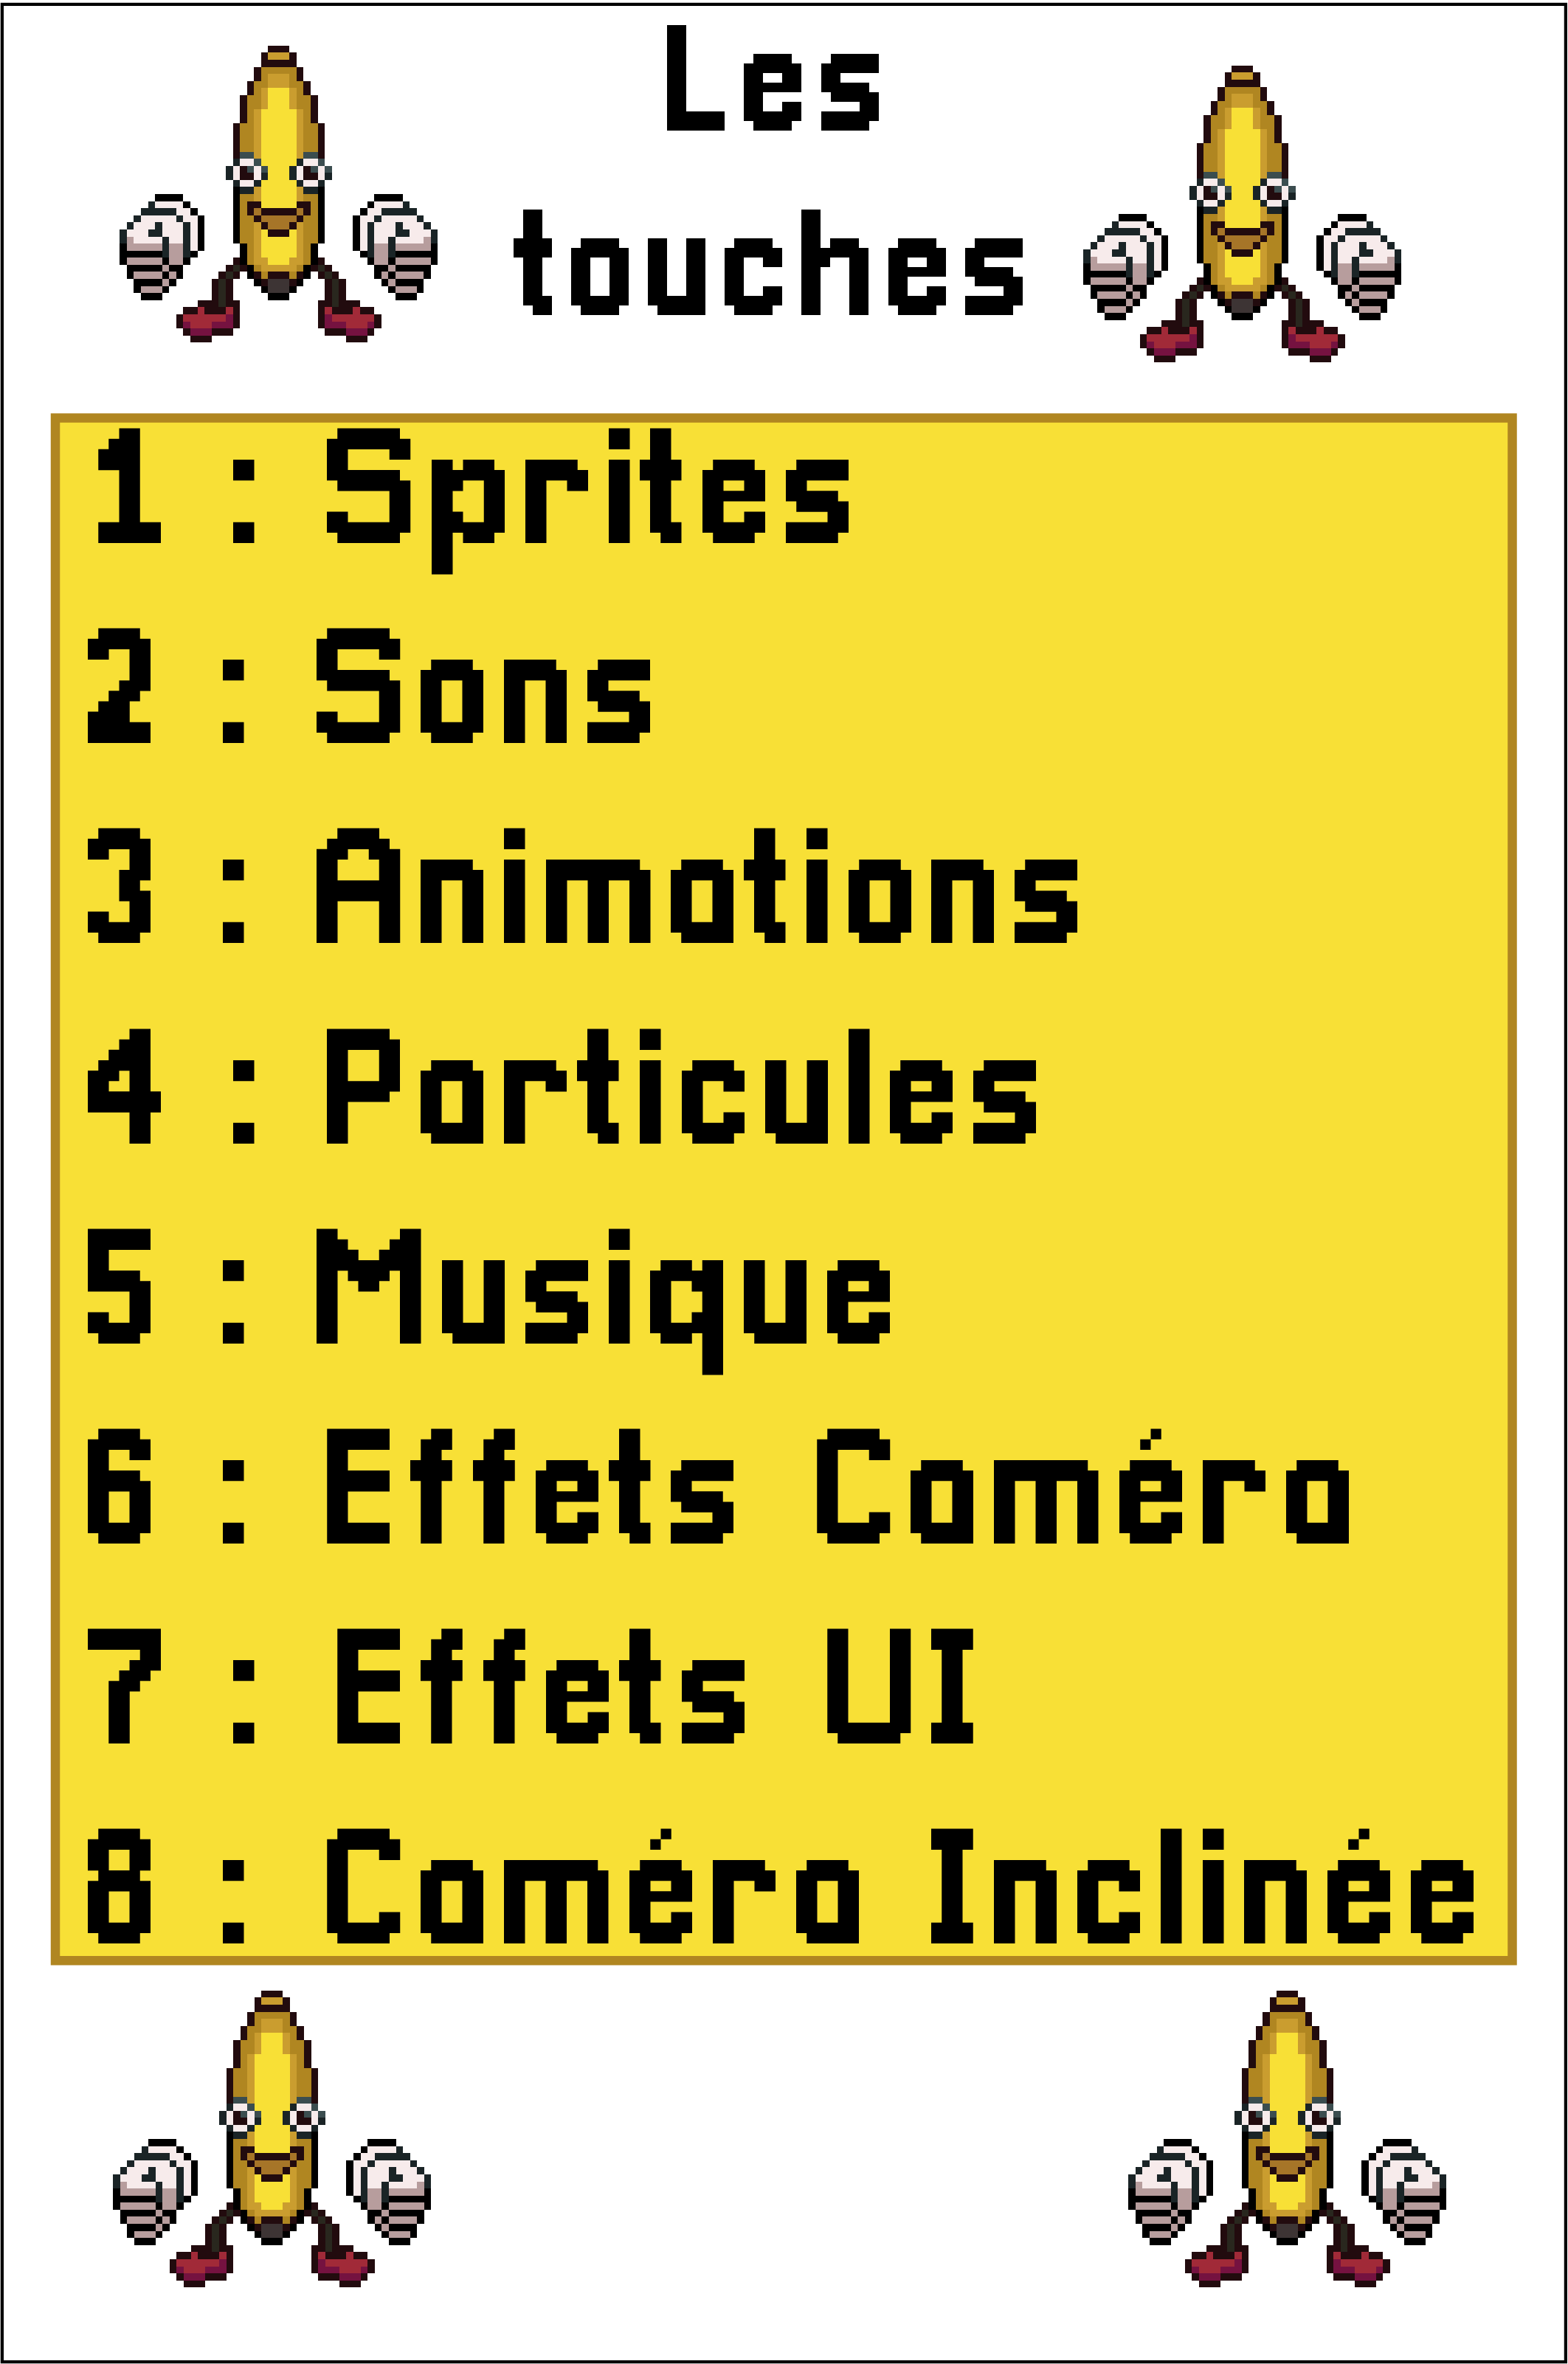 Les
touches
1 : Sprites
2 : Sons
3 : Animations
4 : Particules
5 : Musique
6 : Effets Caméra
7 : Effets UI
8 : Caméra Inclinée